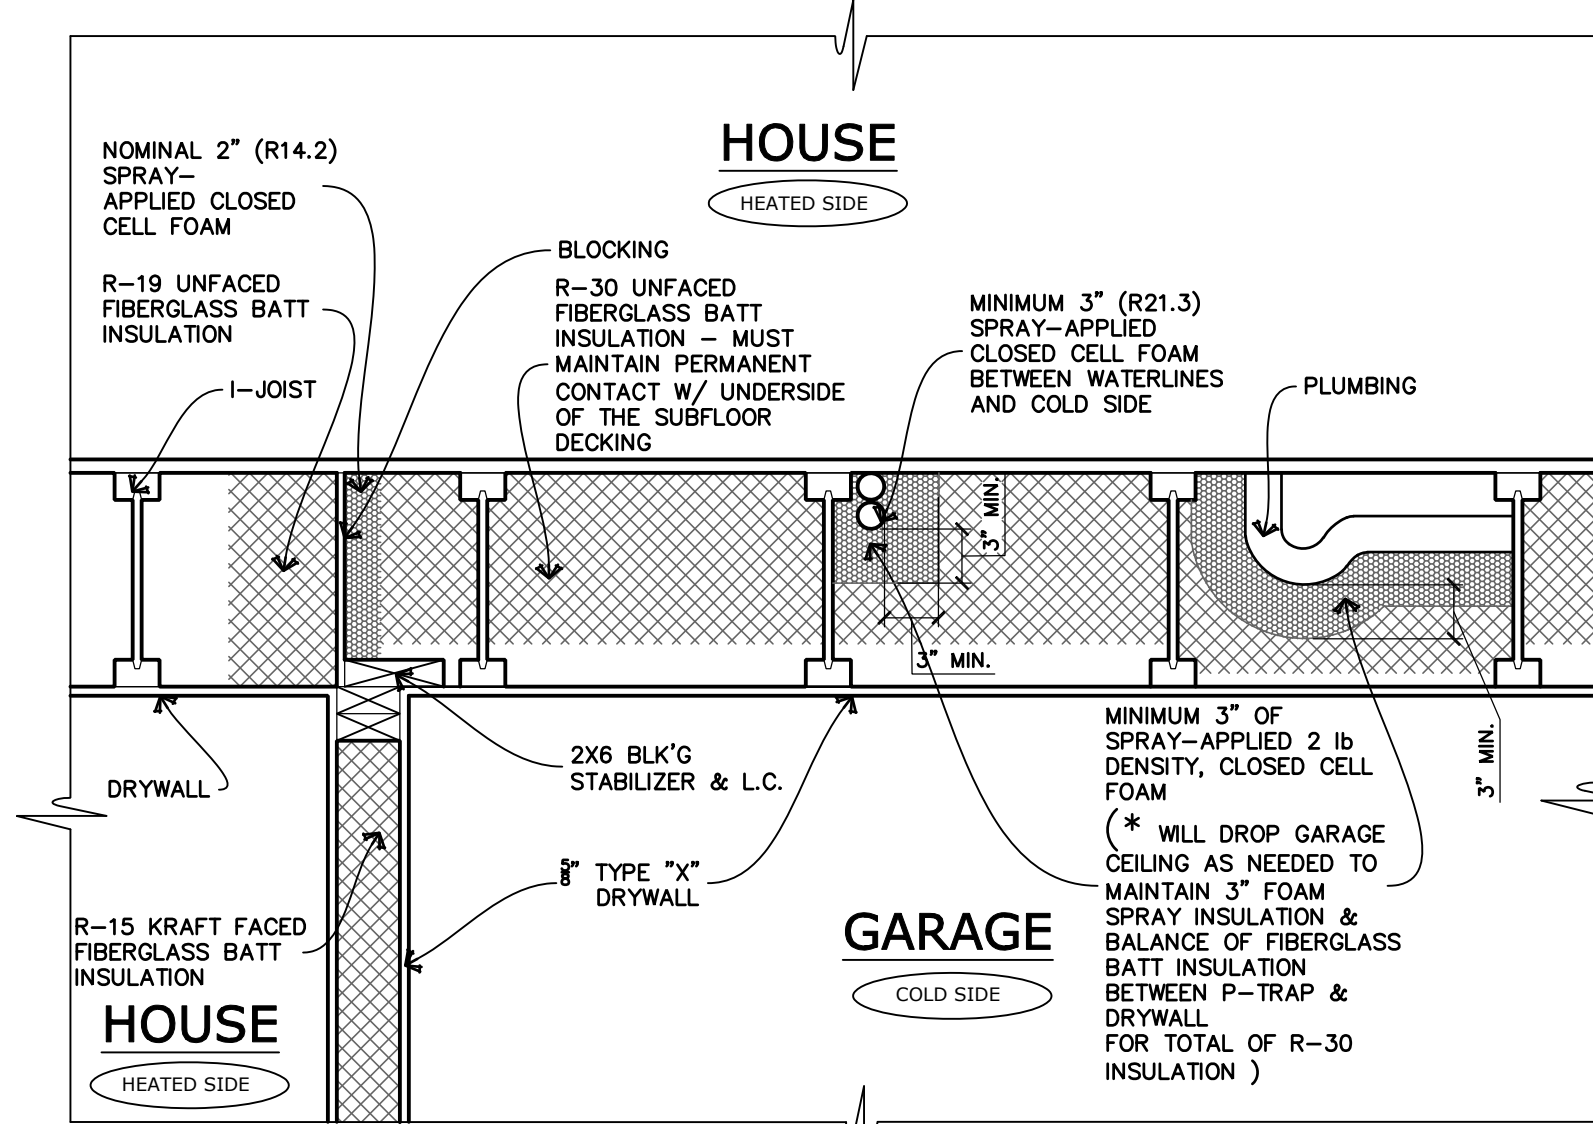 HOUSE
HEATED SIDE
NOMINAL 2" (R14.2)
SPRAY-
APPLIED CLOSED
CELL FOAM
R-19 UNFACED
FIBERGLASS BATT
INSULATION
I-JOIST
BLOCKING
R-30 UNFACED
FIBERGLASS BATT
INSULATION - MUST
MAINTAIN PERMANENT
CONTACT W/ UNDERSIDE
OF THE SUBFLOOR
DECKING
MINIMUM 3" (R21.3)
SPRAY-APPLIED
CLOSED CELL FOAM
BETWEEN WATERLINES
AND COLD SIDE
PLUMBING
3" MIN.
3" MIN.
3" MIN.
DRYWALL
2X6 BLK'G
STABILIZER & L.C.
5/8" TYPE "X"
DRYWALL
R-15 KRAFT FACED
FIBERGLASS BATT
INSULATION
HOUSE
HEATED SIDE
GARAGE
COLD SIDE
MINIMUM 3" OF
SPRAY-APPLIED 2 lb
DENSITY, CLOSED CELL
FOAM
(* WILL DROP GARAGE
CEILING AS NEEDED TO
MAINTAIN 3" FOAM
SPRAY INSULATION &
BALANCE OF FIBERGLASS
BATT INSULATION
BETWEEN P-TRAP &
DRYWALL
FOR TOTAL OF R-30
INSULATION )